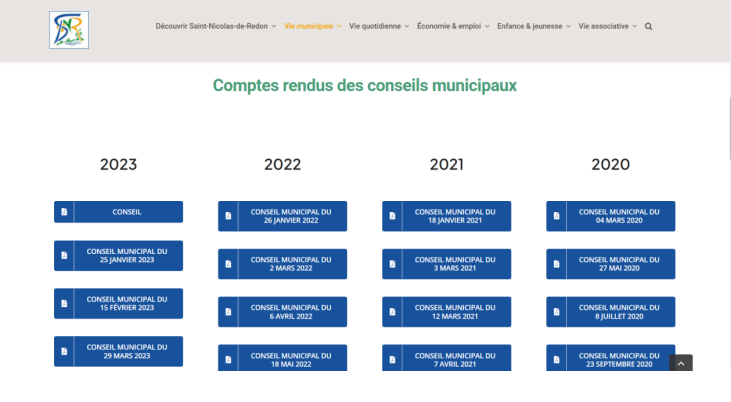 Découvrir Saint-Nicolas-de-Redon Vie municipale Vie quotidienne Économie & emploi Enfance & jeunesse Vie associative
Comptes rendus des conseils municipaux
2023
CONSEIL
CONSEIL MUNICIPAL DU
25 JANVIER 2023
CONSEIL MUNICIPAL DU
15 FÉVRIER 2023
CONSEIL MUNICIPAL DU
29 MARS 2023
2022
CONSEIL MUNICIPAL DU
26 JANVIER 2022
CONSEIL MUNICIPAL DU
2 MARS 2022
CONSEIL MUNICIPAL DU
6 AVRIL 2022
CONSEIL MUNICIPAL DU
18 MAI 2022
2021
CONSEIL MUNICIPAL DU
18 JANVIER 2021
CONSEIL MUNICIPAL DU
3 MARS 2021
CONSEIL MUNICIPAL DU
12 MARS 2021
CONSEIL MUNICIPAL DU
7 AVRIL 2021
2020
CONSEIL MUNICIPAL DU
04 MARS 2020
CONSEIL MUNICIPAL DU
27 MAI 2020
CONSEIL MUNICIPAL DU
8 JUILLET 2020
CONSEIL MUNICIPAL DU
23 SEPTEMBRE 2020